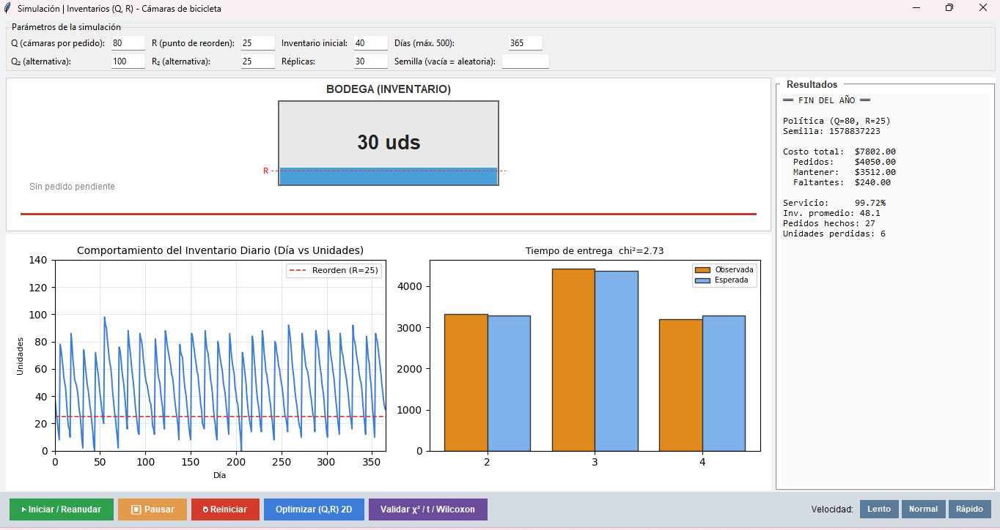 Simulación | Inventarios (Q, R) - Cámaras de bicicleta
Parámetros de la simulación
Q (cámaras por pedido): 80 R (punto de reorden): 25 Inventario inicial: 40 Días (máx. 500): 365
Q₂ (alternativa): 100 R₂ (alternativa): 25 Réplicas: 30 Semilla (vacía = aleatoria):
BODEGA (INVENTARIO)
30 uds
R
Sin pedido pendiente
Comportamiento del Inventario Diario (Día vs Unidades)
Reorden (R=25)
140
120
100
80
60
40
20
0
Unidades
0 50 100 150 200 250 300 350
Día
Tiempo de entrega chi²=2.73
Observada
Esperada
4000
3000
2000
1000
0
2 3 4
Resultados
══ FIN DEL AÑO ══
Política (Q=80, R=25)
Semilla: 1578837223
Costo total: $7802.00
Pedidos: $4050.00
Mantener: $3512.00
Faltantes: $240.00
Servicio: 99.72%
Inv. promedio: 48.1
Pedidos hechos: 27
Unidades perdidas: 6
Iniciar / Reanudar Pausar Reiniciar Optimizar (Q,R) 2D Validar χ² / t / Wilcoxon Velocidad: Lento Normal Rápido